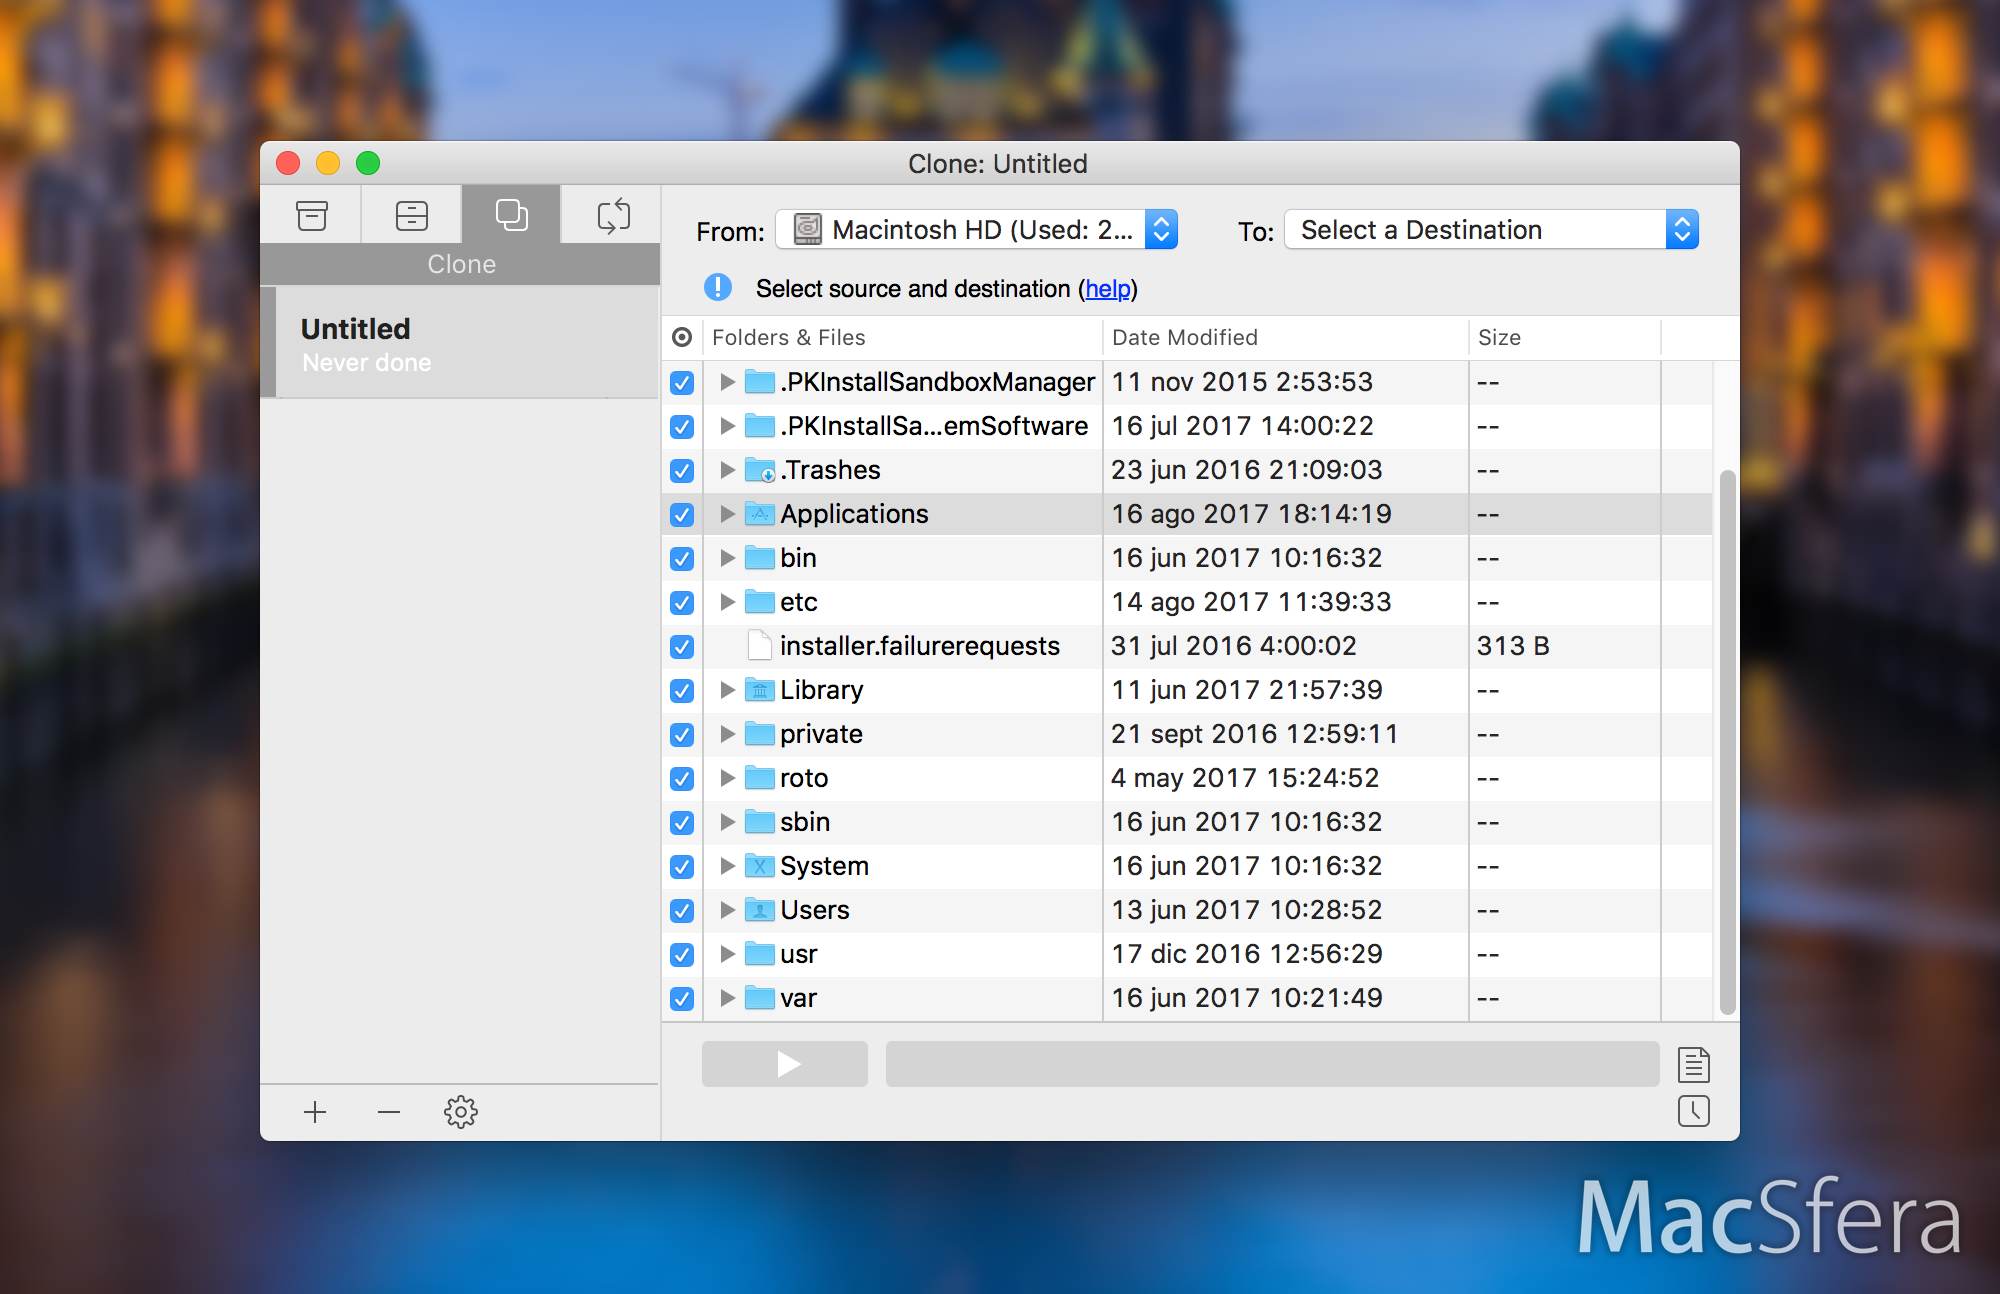 Clone: Untitled
From: Macintosh HD (Used: 2... To: Select a Destination
Clone
Select source and destination (help)
Untitled
Never done
Folders & Files Date Modified Size
.PKInstallSandboxManager 11 nov 2015 2:53:53 --
.PKInstallSa...emSoftware 16 jul 2017 14:00:22 --
.Trashes 23 jun 2016 21:09:03 --
Applications 16 ago 2017 18:14:19 --
bin 16 jun 2017 10:16:32 --
etc 14 ago 2017 11:39:33 --
installer.failurerequests 31 jul 2016 4:00:02 313 B
Library 11 jun 2017 21:57:39 --
private 21 sept 2016 12:59:11 --
roto 4 may 2017 15:24:52 --
sbin 16 jun 2017 10:16:32 --
System 16 jun 2017 10:16:32 --
Users 13 jun 2017 10:28:52 --
usr 17 dic 2016 12:56:29 --
var 16 jun 2017 10:21:49 --
MacSfera